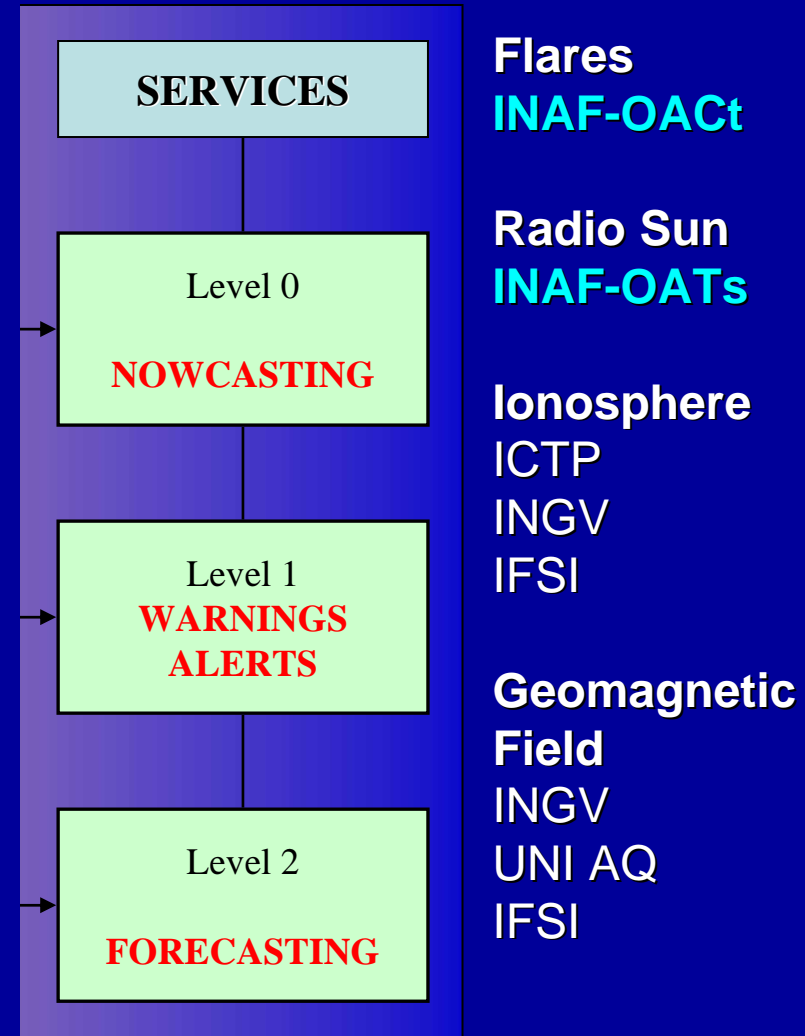 SERVICES
Level 0
NOWCASTING
Level 1
WARNINGS
ALERTS
Level 2
FORECASTING
Flares
INAF-OACt
Radio Sun
INAF-OATs
Ionosphere
ICTP
INGV
IFSI
Geomagnetic
Field
INGV
UNI AQ
IFSI